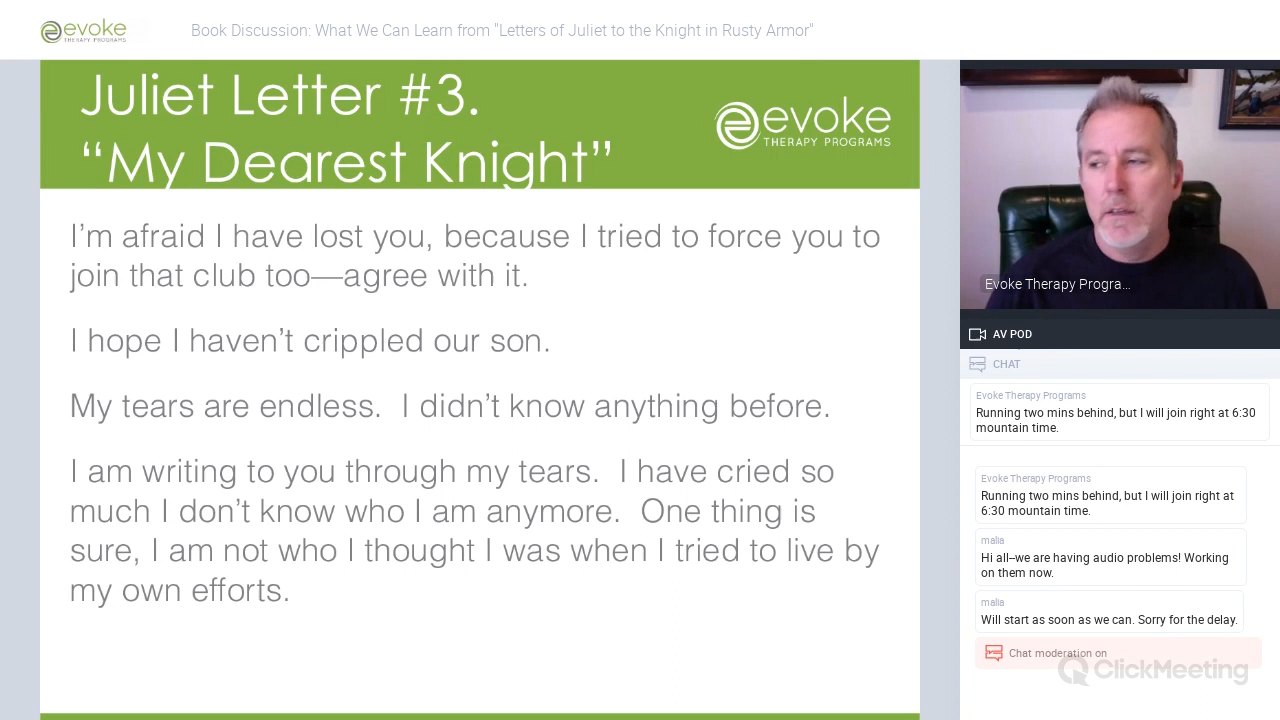 evoke
THERAPY PROGRAMS
Book Discussion: What We Can Learn from "Letters of Juliet to the Knight in Rusty Armor"
Juliet Letter #3.
“My Dearest Knight”
evoke
THERAPY PROGRAMS
I’m afraid I have lost you, because I tried to force you to
join that club too—agree with it.
I hope I haven’t crippled our son.
My tears are endless.  I didn’t know anything before.
I am writing to you through my tears.  I have cried so
much I don’t know who I am anymore.  One thing is
sure, I am not who I thought I was when I tried to live by
my own efforts.
Evoke Therapy Progra...
AV POD
CHAT
Evoke Therapy Programs
Running two mins behind, but I will join right at 6:30
mountain time.
Evoke Therapy Programs
Running two mins behind, but I will join right at
6:30 mountain time.
malia
Hi all--we are having audio problems! Working
on them now.
malia
Will start as soon as we can. Sorry for the delay.
Chat moderation on
ClickMeeting